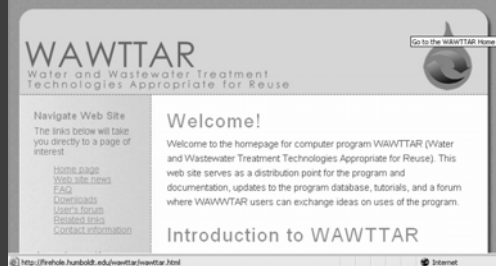 WAWTTAR
Water and Wastewater Treatment
Technologies Appropriate for Reuse
Go to the WAWTTAR Home
Navigate Web Site
The links below will take
you directly to a page of
interest
Home page
Web site news
FAQ
Downloads
User's forum
Related links
Contact information
Welcome!
Welcome to the homepage for computer program WAWTTAR (Water
and Wastewater Treatment Technologies Appropriate for Reuse). This
web site serves as a distribution point for the program and
documentation, updates to the program database, tutorials, and a forum
where WAWWTAR users can exchange ideas on uses of the program.
Introduction to WAWTTAR
http://firehole.humboldt.edu/wawttar/wawttar.html
Internet